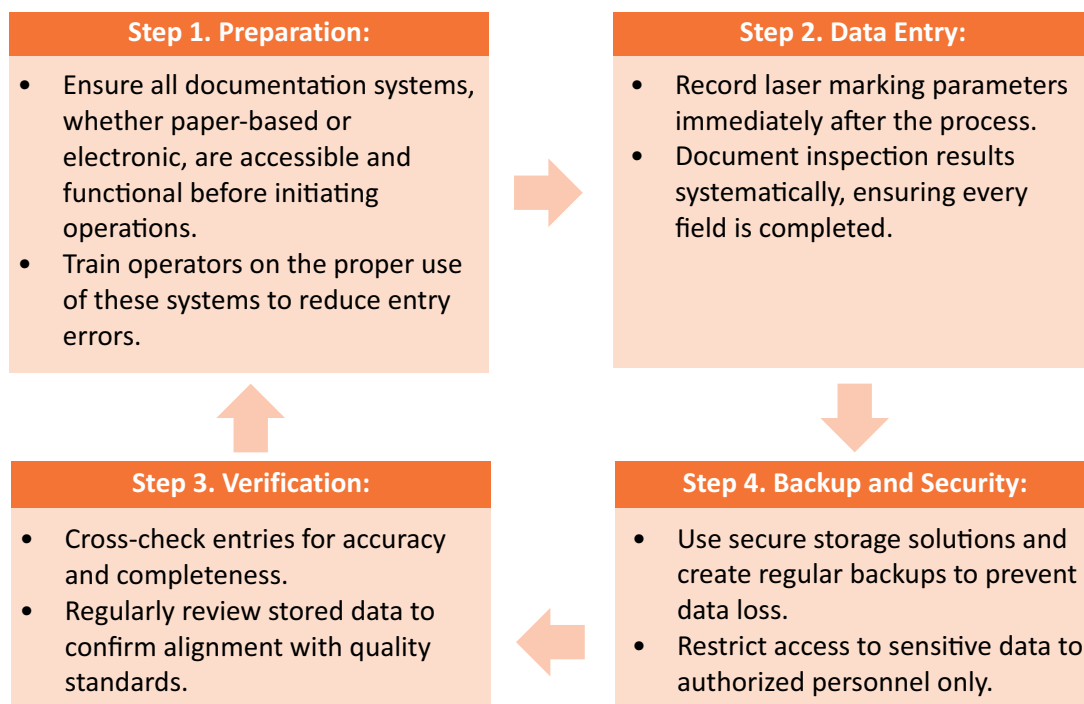 Step 1. Preparation:
• Ensure all documentation systems,
whether paper-based or
electronic, are accessible and
functional before initiating
operations.
• Train operators on the proper use
of these systems to reduce entry
errors.
Step 2. Data Entry:
• Record laser marking parameters
immediately after the process.
• Document inspection results
systematically, ensuring every
field is completed.
Step 3. Verification:
• Cross-check entries for accuracy
and completeness.
• Regularly review stored data to
confirm alignment with quality
standards.
Step 4. Backup and Security:
• Use secure storage solutions and
create regular backups to prevent
data loss.
• Restrict access to sensitive data to
authorized personnel only.